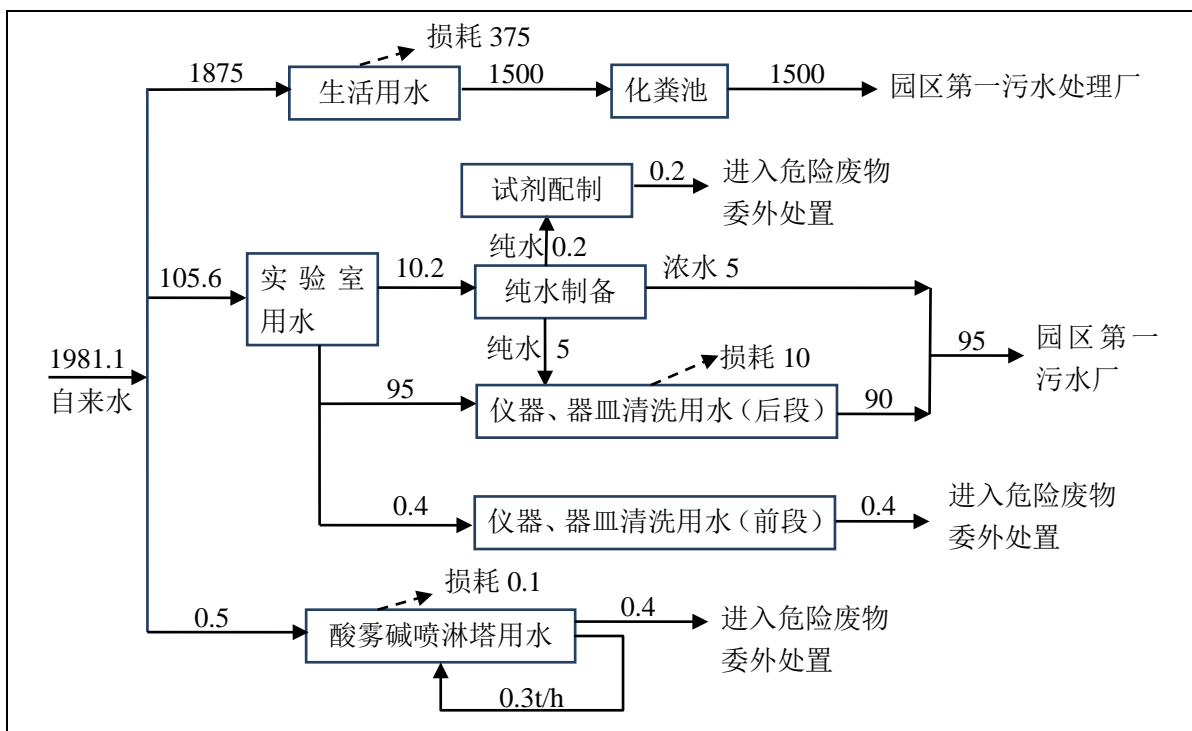 损耗 375
1875
生活用水
1500
化粪池
1500
园区第一污水处理厂
试剂配制
0.2
进入危险废物
委外处置
纯水 0.2
105.6
实验室
用水
10.2
纯水制备
浓水 5
纯水 5
损耗 10
95
园区第一
污水厂
1981.1
自来水
95
仪器、器皿清洗用水（后段）
90
0.4
仪器、器皿清洗用水（前段）
0.4
进入危险废物
委外处置
损耗 0.1
0.5
酸雾碱喷淋塔用水
0.4
进入危险废物
委外处置
0.3t/h